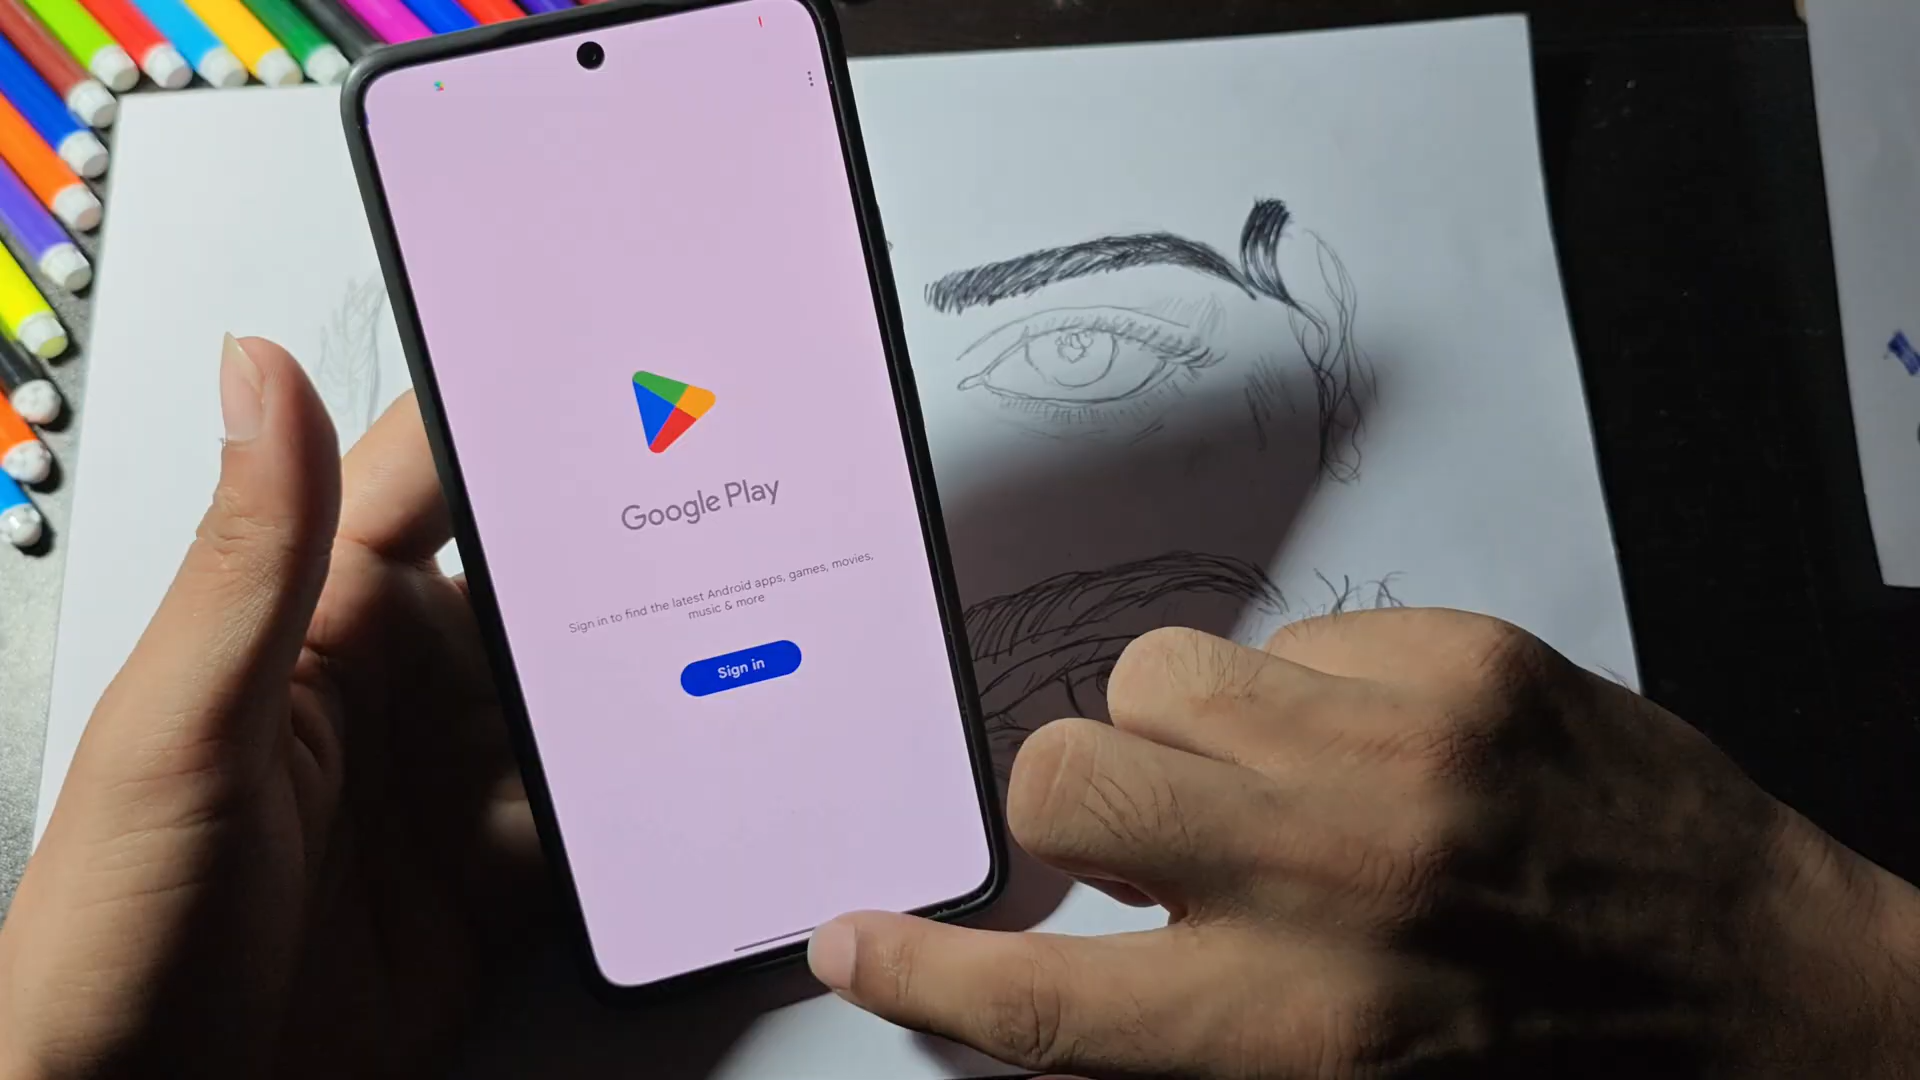 Google Play
Sign in to find the latest Android apps, games, movies,
music & more
Sign in